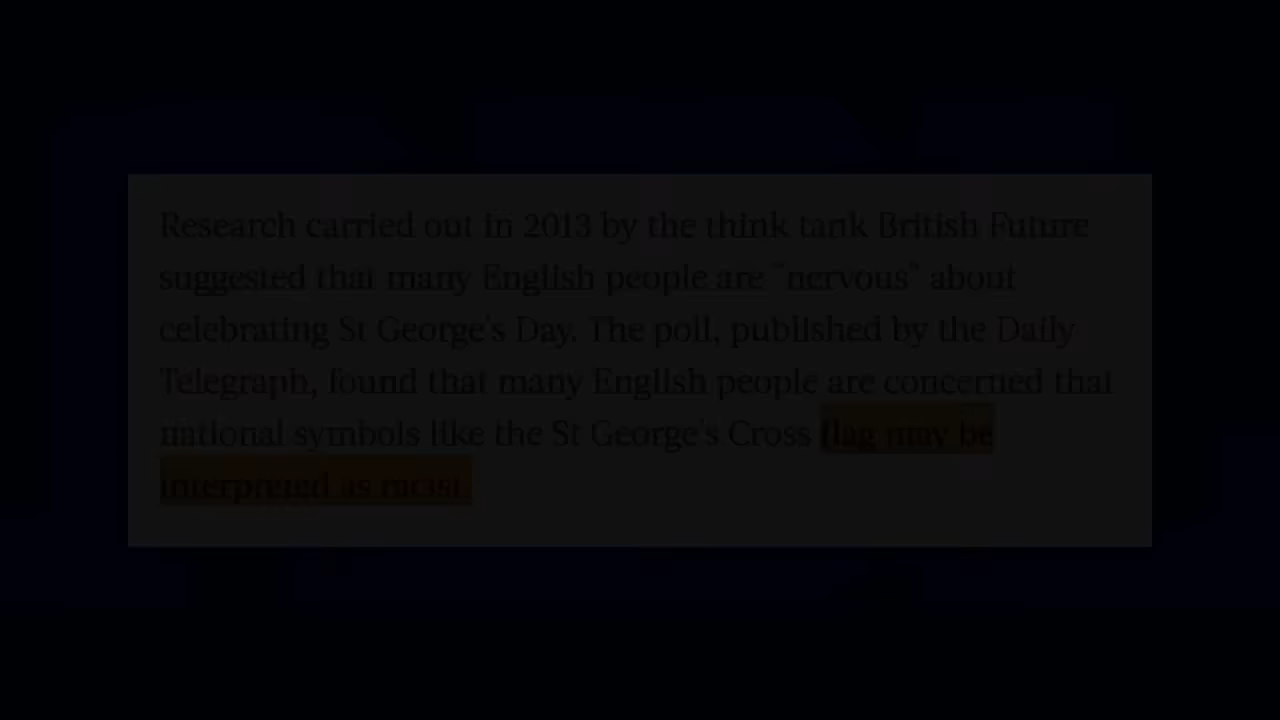 Research carried out in 2013 by the think tank British Future
suggested that many English people are "nervous" about
celebrating St George's Day. The poll, published by the Daily
Telegraph, found that many English people are concerned that
national symbols like the St George's Cross flag may be
interpreted as racist.